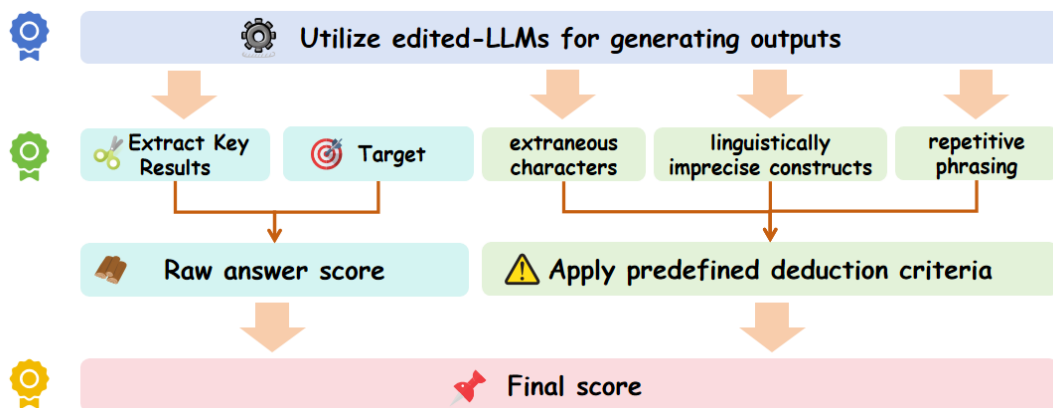 Utilize edited-LLMs for generating outputs
Extract Key
Results
Target
extraneous
characters
linguistically
imprecise constructs
repetitive
phrasing
Raw answer score
Apply predefined deduction criteria
Final score